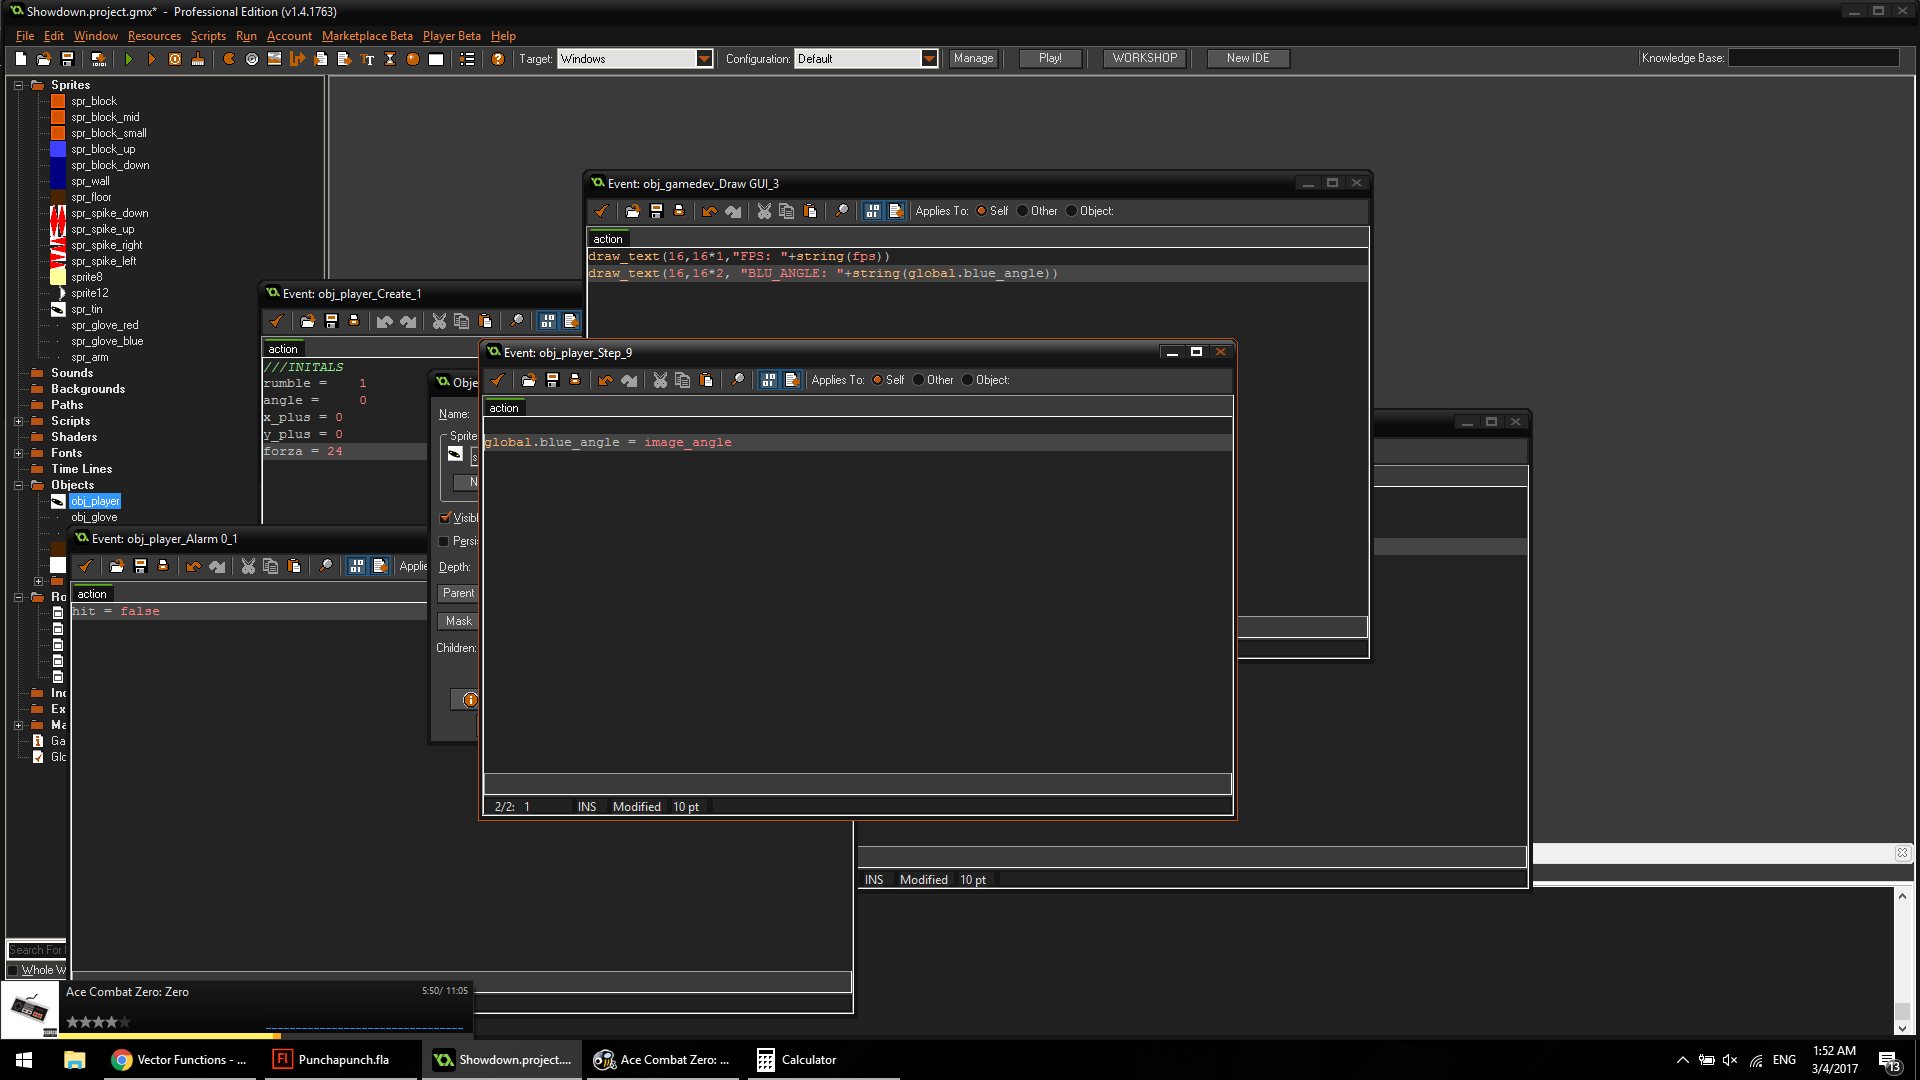 Showdown.project.gmx* - Professional Edition (v1.4.1763)
File Edit Window Resources Scripts Run Account Marketplace Beta Player Beta Help
Target: Windows Configuration: Default Manage Play! WORKSHOP New IDE Knowledge Base:
Sprites
spr_block
spr_block_mid
spr_block_small
spr_block_up
spr_block_down
spr_wall
spr_floor
spr_spike_down
spr_spike_up
spr_spike_right
spr_spike_left
sprite8
sprite12
spr_tin
spr_glove_red
spr_glove_blue
spr_arm
Sounds
Backgrounds
Paths
Scripts
Shaders
Fonts
Time Lines
Objects
obj_player
obj_glove
Ro
Inc
Ex
Ma
Ga
Glo
Search For
Whole W
Event: obj_gamedev_Draw GUI_3
Applies To: Self Other Object:
action
draw_text(16,16*1,"FPS: "+string(fps))
draw_text(16,16*2, "BLU_ANGLE: "+string(global.blue_angle))
Event: obj_player_Create_1
action
///INITALS
rumble = 1
angle = 0
x_plus = 0
y_plus = 0
forza = 24
Obje
Name:
Sprite
s
N
Visibl
Persi
Depth:
Parent
Mask
Children:
Event: obj_player_Step_9
Applies To: Self Other Object:
action
global.blue_angle = image_angle
2/2: 1 INS Modified 10 pt
Event: obj_player_Alarm 0_1
Applie
action
hit = false
INS Modified 10 pt
Ace Combat Zero: Zero 5:50/ 11:05
Vector Functions - ... Punchapunch.fla Showdown.project.... Ace Combat Zero: ... Calculator
ENG
1:52 AM
3/4/2017
13